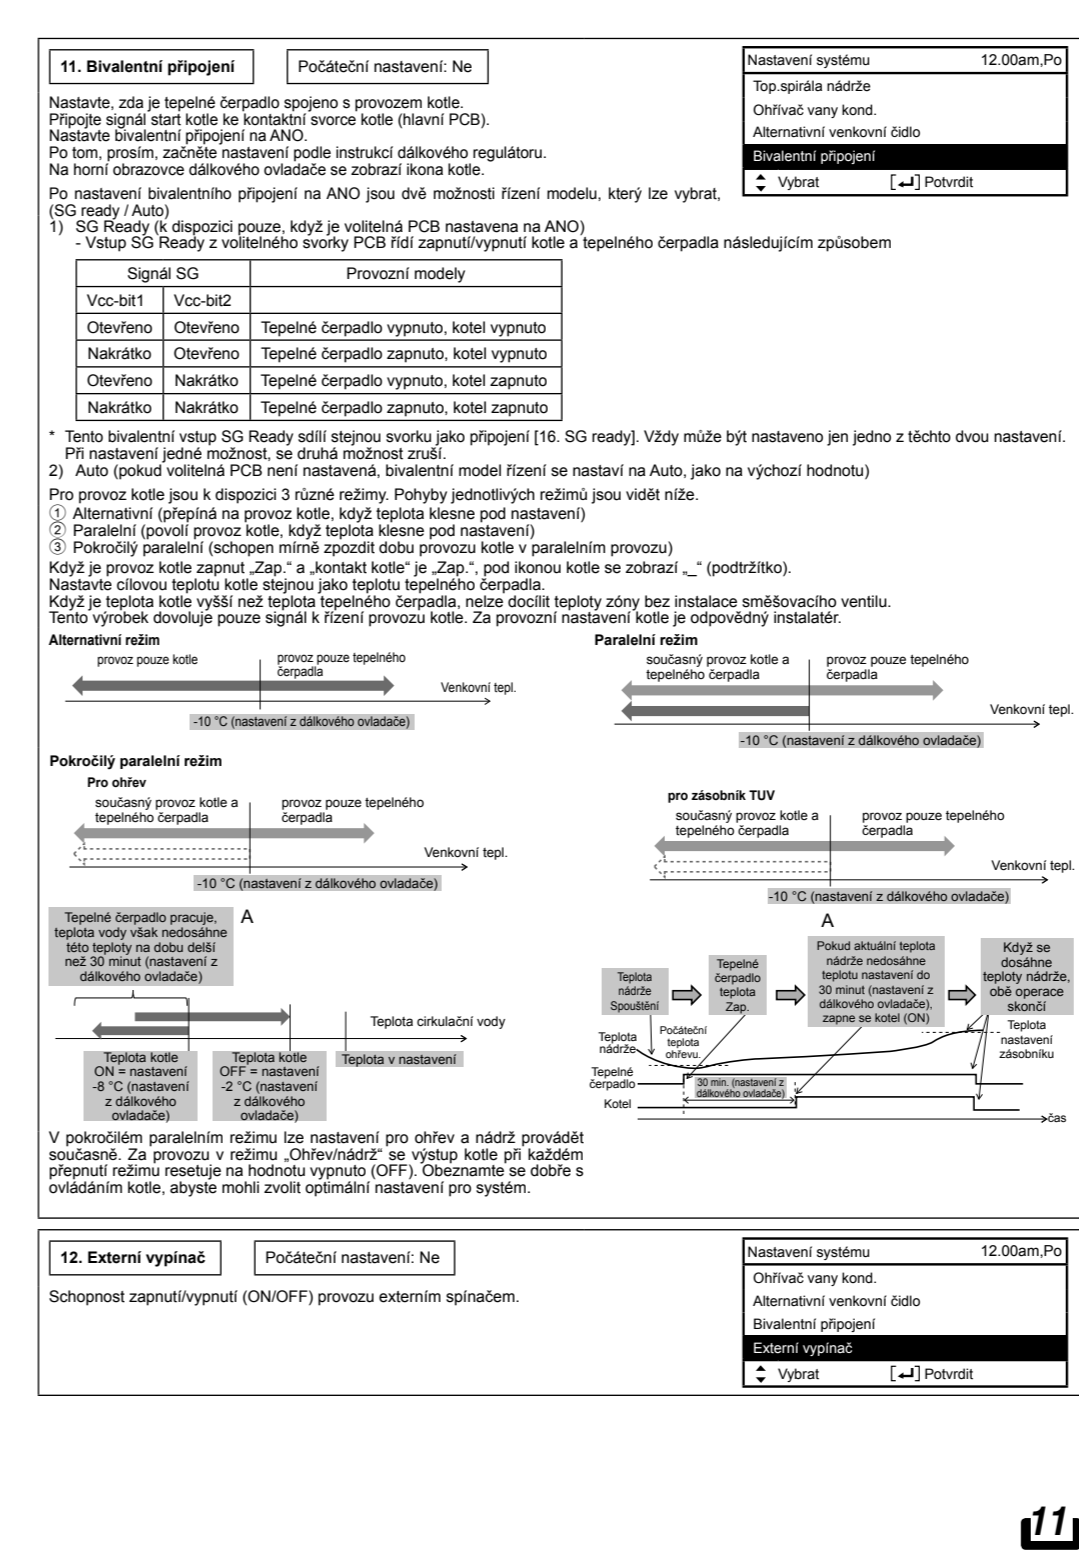 11. Bivalentní připojení
Počáteční nastavení: Ne
Nastavte, zda je tepelné čerpadlo spojeno s provozem kotle.
Připojte signál start kotle ke kontaktní svorce kotle (hlavní PCB).
Nastavte bivalentní připojení na ANO.
Po tom, prosím, začněte nastavení podle instrukcí dálkového regulátoru.
Na horní obrazovce dálkového ovladače se zobrazí ikona kotle.
Nastavení systému 12.00am,Po
Top.spirála nádrže
Ohřívač vany kond.
Alternativní venkovní čidlo
Bivalentní připojení
Vybrat [↵] Potvrdit
Po nastavení bivalentního připojení na ANO jsou dvě možnosti řízení modelu, který lze vybrat,
(SG ready / Auto)
1) SG Ready (k dispozici pouze, když je volitelná PCB nastavena na ANO)
- Vstup SG Ready z volitelného svorky PCB řídí zapnutí/vypnutí kotle a tepelného čerpadla následujícím způsobem
Signál SG Provozní modely
Vcc-bit1 Vcc-bit2
Otevřeno Otevřeno Tepelné čerpadlo vypnuto, kotel vypnuto
Nakrátko Otevřeno Tepelné čerpadlo zapnuto, kotel vypnuto
Otevřeno Nakrátko Tepelné čerpadlo vypnuto, kotel zapnuto
Nakrátko Nakrátko Tepelné čerpadlo zapnuto, kotel zapnuto
* Tento bivalentní vstup SG Ready sdílí stejnou svorku jako připojení [16. SG ready]. Vždy může být nastaveno jen jedno z těchto dvou nastavení.
Při nastavení jedné možnost, se druhá možnost zruší.
2) Auto (pokud volitelná PCB není nastavená, bivalentní model řízení se nastaví na Auto, jako na výchozí hodnotu)
Pro provoz kotle jsou k dispozici 3 různé režimy. Pohyby jednotlivých režimů jsou vidět níže.
① Alternativní (přepíná na provoz kotle, když teplota klesne pod nastavení)
② Paralelní (povolí provoz kotle, když teplota klesne pod nastavení)
③ Pokročilý paralelní (schopen mírně zpozdit dobu provozu kotle v paralelním provozu)
Když je provoz kotle zapnut „Zap.“ a „kontakt kotle“ je „Zap.“, pod ikonou kotle se zobrazí „_“ (podtržítko).
Nastavte cílovou teplotu kotle stejnou jako teplotu tepelného čerpadla.
Když je teplota kotle vyšší než teplota tepelného čerpadla, nelze docílit teploty zóny bez instalace směšovacího ventilu.
Tento výrobek dovoluje pouze signál k řízení provozu kotle. Za provozní nastavení kotle je odpovědný instalatér.
Alternativní režim
provoz pouze kotle
provoz pouze tepelného
čerpadla
Venkovní tepl.
-10 °C (nastavení z dálkového ovladače)
Paralelní režim
současný provoz kotle a
tepelného čerpadla
provoz pouze tepelného
čerpadla
Venkovní tepl.
-10 °C (nastavení z dálkového ovladače)
Pokročilý paralelní režim
Pro ohřev
současný provoz kotle a
tepelného čerpadla
provoz pouze tepelného
čerpadla
Venkovní tepl.
-10 °C (nastavení z dálkového ovladače)
pro zásobník TUV
současný provoz kotle a
tepelného čerpadla
provoz pouze tepelného
čerpadla
Venkovní tepl.
-10 °C (nastavení z dálkového ovladače)
Tepelné čerpadlo pracuje,
teplota vody však nedosáhne
této teploty na dobu delší
než 30 minut (nastavení z
dálkového ovladače)
A
Teplota cirkulační vody
Teplota kotle
ON = nastavení
-8 °C (nastavení
z dálkového
ovladače)
Teplota kotle
OFF = nastavení
-2 °C (nastavení
z dálkového
ovladače)
Teplota v nastavení
A
Teplota
nádrže
Spouštění
Tepelné
čerpadlo
teplota
Zap.
Pokud aktuální teplota
nádrže nedosáhne
teplotu nastavení do
30 minut (nastavení z
dálkového ovladače),
zapne se kotel (ON)
Když se
dosáhne
teploty nádrže,
obě operace
skončí
Teplota
nádrže
Počáteční
teplota
ohřevu.
Teplota
nastavení
zásobníku
Tepelné
čerpadlo
30 min. (nastavení z
dálkového ovladače)
Kotel
čas
V pokročilém paralelním režimu lze nastavení pro ohřev a nádrž provádět
současně. Za provozu v režimu „Ohřev/nádrž“ se výstup kotle při každém
přepnutí režimu resetuje na hodnotu vypnuto (OFF). Obeznamte se dobře s
ovládáním kotle, abyste mohli zvolit optimální nastavení pro systém.
12. Externí vypínač
Počáteční nastavení: Ne
Schopnost zapnutí/vypnutí (ON/OFF) provozu externím spínačem.
Nastavení systému 12.00am,Po
Ohřívač vany kond.
Alternativní venkovní čidlo
Bivalentní připojení
Externí vypínač
Vybrat [↵] Potvrdit
11